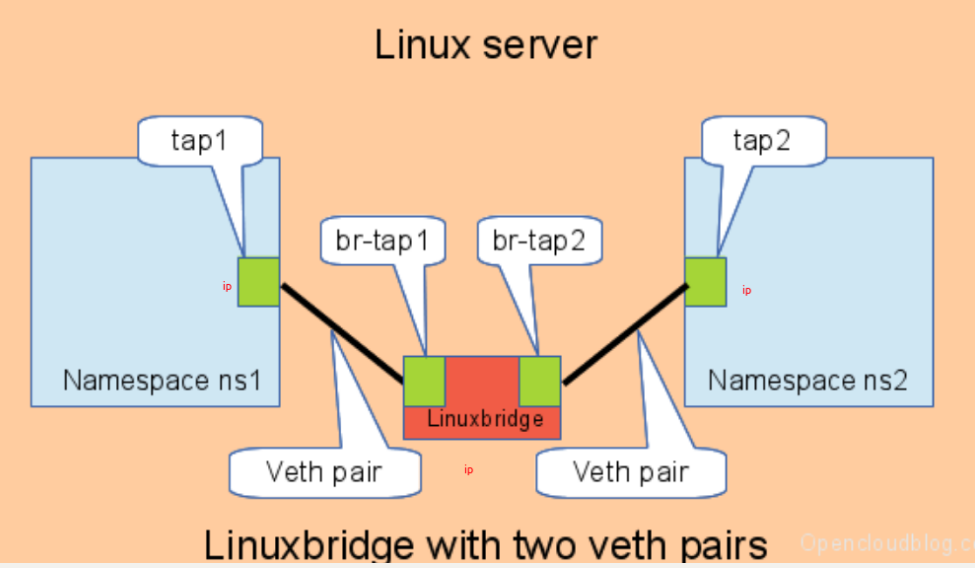 Linux server
tap1
tap2
br-tap1
br-tap2
ip
ip
Namespace ns1
Namespace ns2
Linuxbridge
Veth pair
ip
Veth pair
Linuxbridge with two veth pairs
Opencloudblog.c